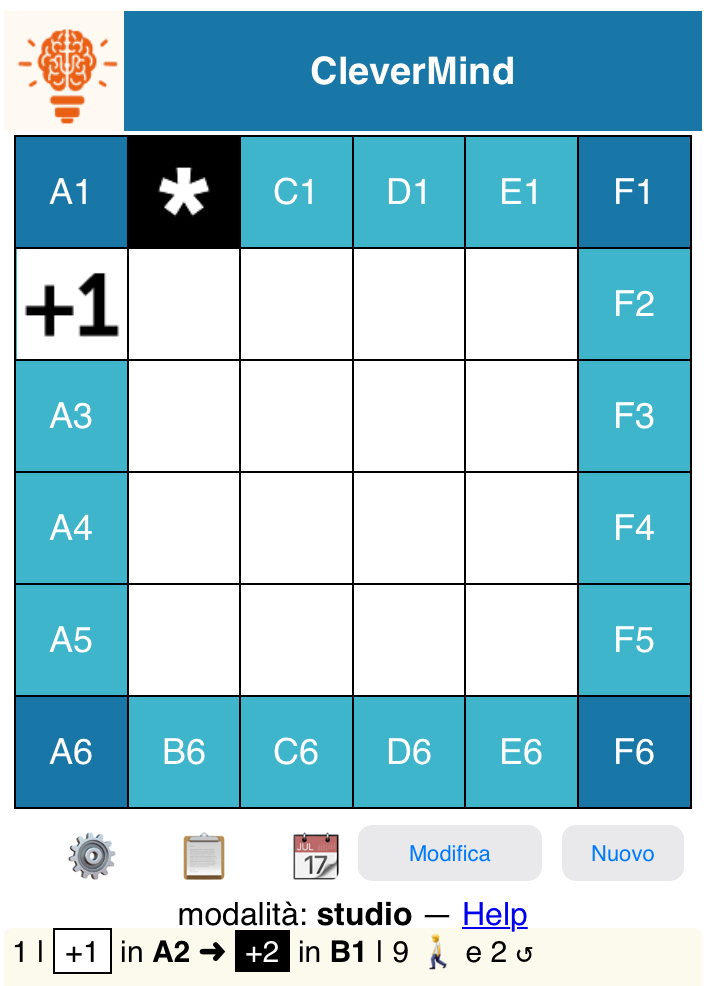 CleverMind
A1 * C1 D1 E1 F1
+1 F2
A3 F3
A4 F4
A5 F5
A6 B6 C6 D6 E6 F6
JUL 17 Modifica Nuovo
modalità: studio — Help
1 | +1 in A2 ➜ +2 in B1 | 9 🚶 e 2 ↺